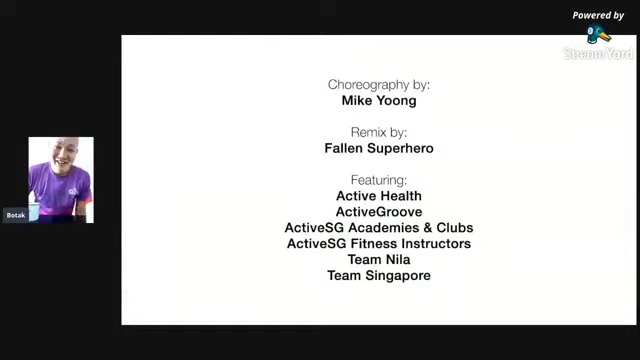 Powered by
StreamYard
Choreography by:
Mike Yoong
Remix by:
Fallen Superhero
Featuring:
Active Health
ActiveGroove
ActiveSG Academies & Clubs
ActiveSG Fitness Instructors
Team Nila
Team Singapore
Botak